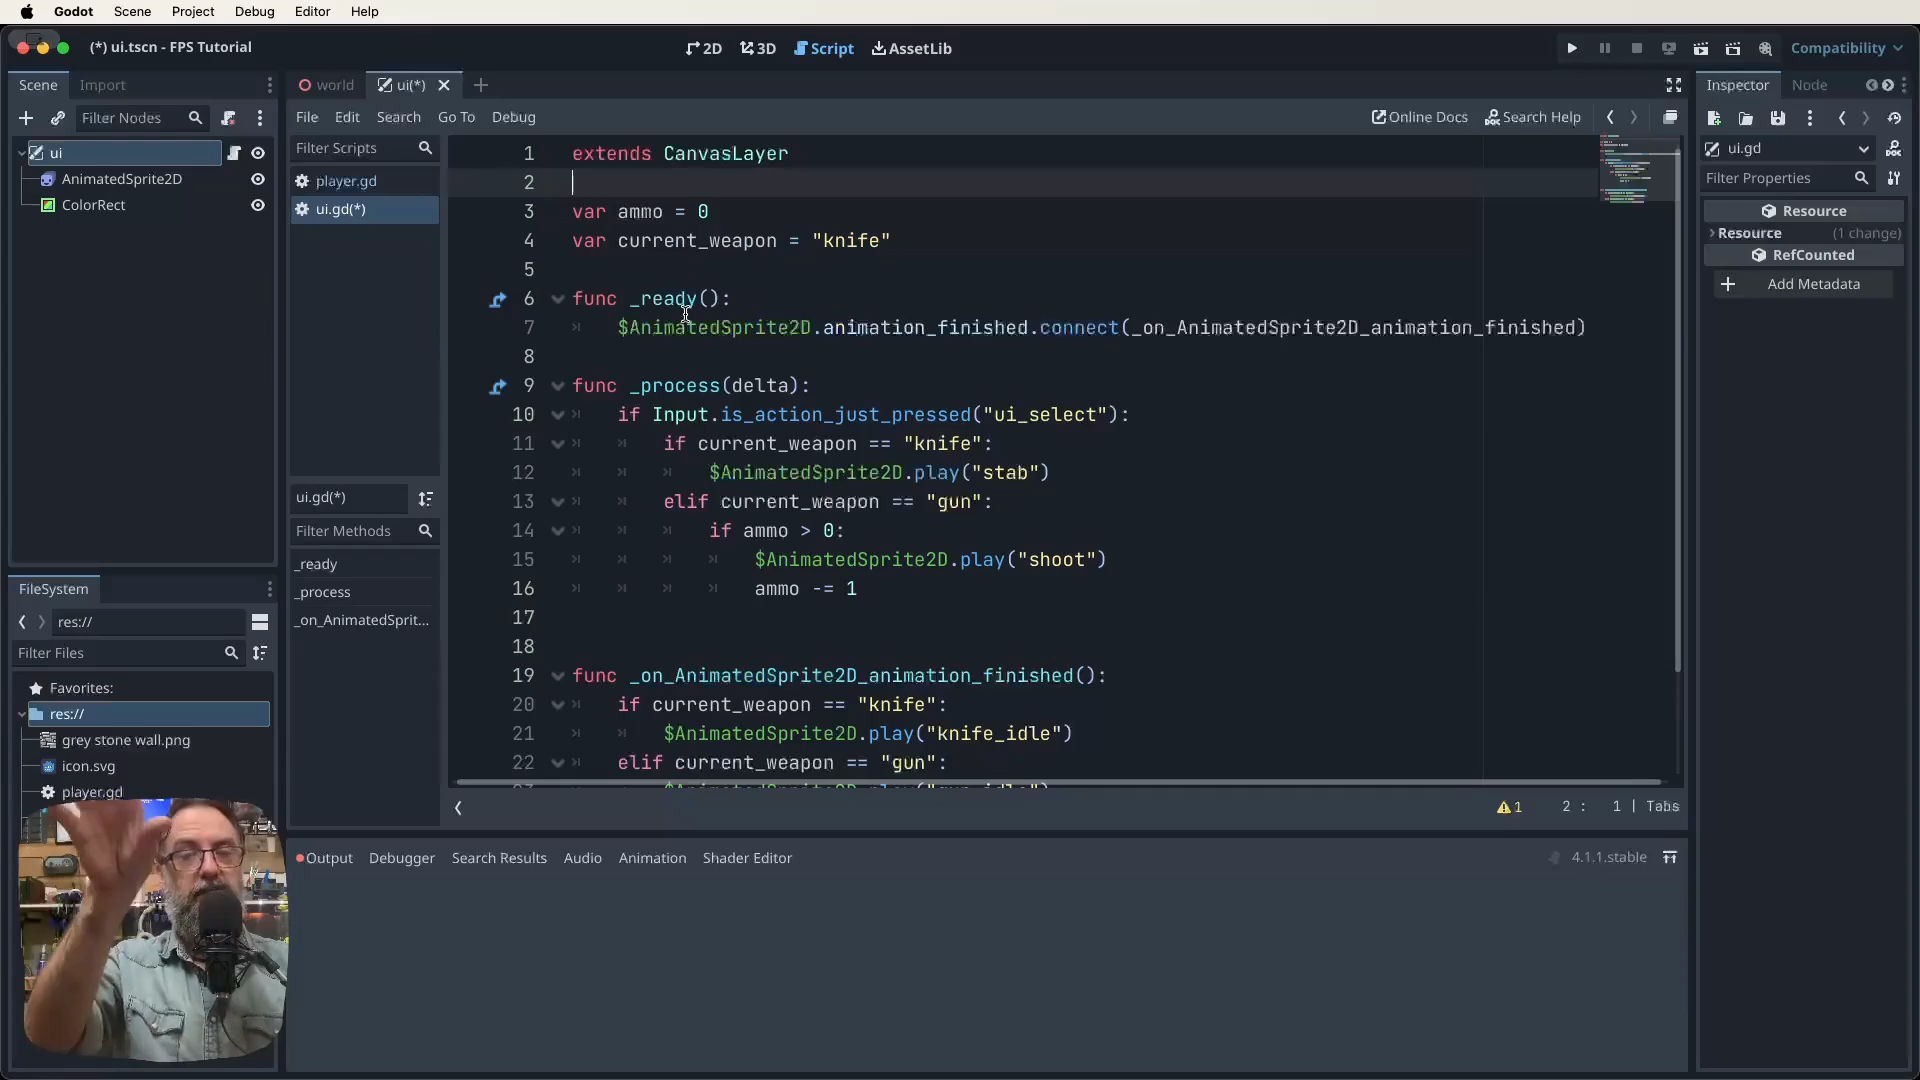 Godot Scene Project Debug Editor Help
(*) ui.tscn - FPS Tutorial
2D 3D Script AssetLib
Compatibility
Scene Import
world ui(*)
Inspector Node
Filter Nodes
File Edit Search Go To Debug
Online Docs Search Help
ui
AnimatedSprite2D
ColorRect
Filter Scripts
player.gd
ui.gd(*)
ui.gd(*)
Filter Methods
_ready
_process
_on_AnimatedSprit...
1 extends CanvasLayer
2
3 var ammo = 0
4 var current_weapon = "knife"
5
6 func _ready():
7 $AnimatedSprite2D.animation_finished.connect(_on_AnimatedSprite2D_animation_finished)
8
9 func _process(delta):
10 if Input.is_action_just_pressed("ui_select"):
11 if current_weapon == "knife":
12 $AnimatedSprite2D.play("stab")
13 elif current_weapon == "gun":
14 if ammo > 0:
15 $AnimatedSprite2D.play("shoot")
16 ammo -= 1
17
18
19 func _on_AnimatedSprite2D_animation_finished():
20 if current_weapon == "knife":
21 $AnimatedSprite2D.play("knife_idle")
22 elif current_weapon == "gun":
1 2 : 1 | Tabs
ui.gd
Filter Properties
Resource
Resource (1 change)
RefCounted
Add Metadata
FileSystem
res://
Filter Files
Favorites:
res://
grey stone wall.png
icon.svg
player.gd
Output Debugger Search Results Audio Animation Shader Editor
4.1.1.stable